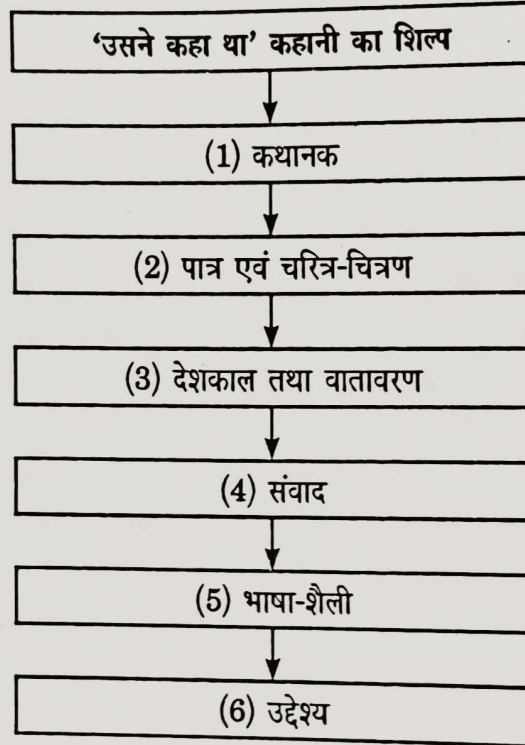 ‘उसने कहा था’ कहानी का शिल्प
(1) कथानक
(2) पात्र एवं चरित्र-चित्रण
(3) देशकाल तथा वातावरण
(4) संवाद
(5) भाषा-शैली
(6) उद्देश्य